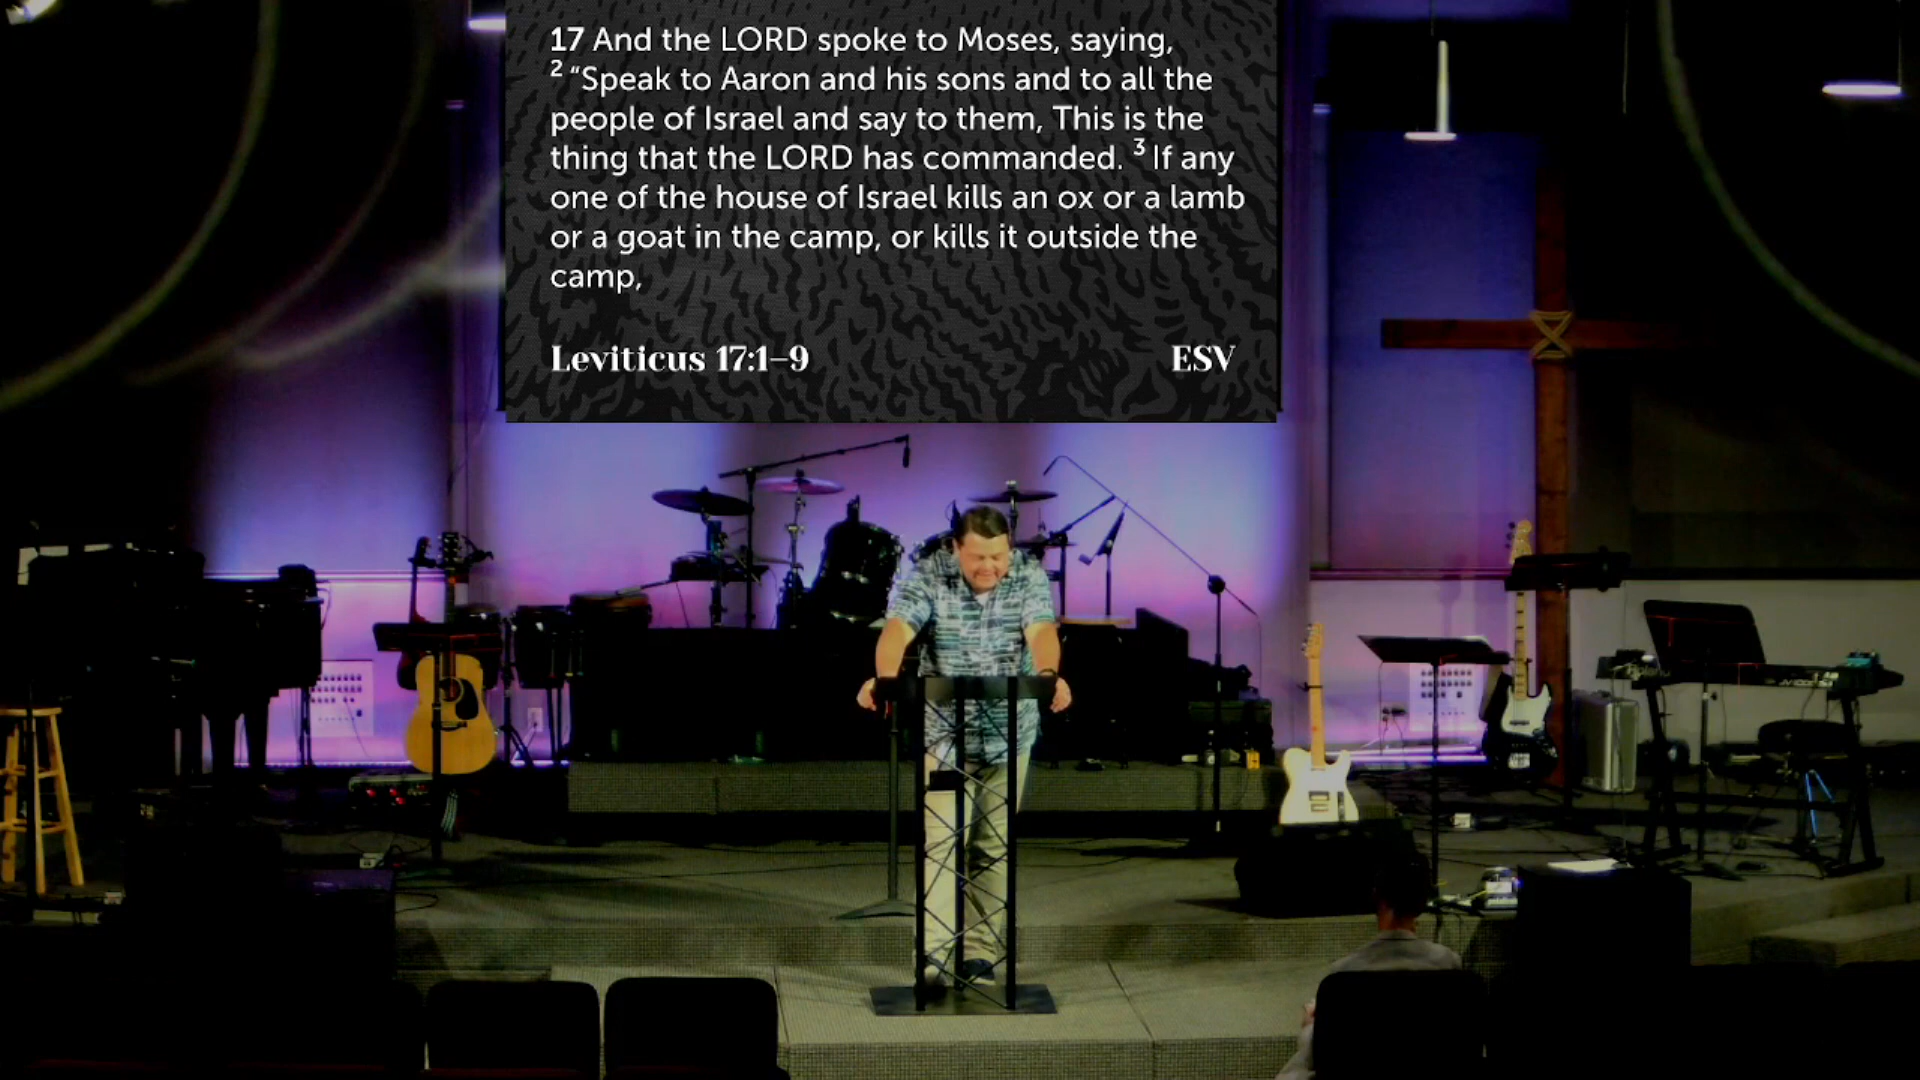 17 And the LORD spoke to Moses, saying,
2 “Speak to Aaron and his sons and to all the
people of Israel and say to them, This is the
thing that the LORD has commanded. 3 If any
one of the house of Israel kills an ox or a lamb
or a goat in the camp, or kills it outside the
camp,
Leviticus 17:1–9 ESV
Roland